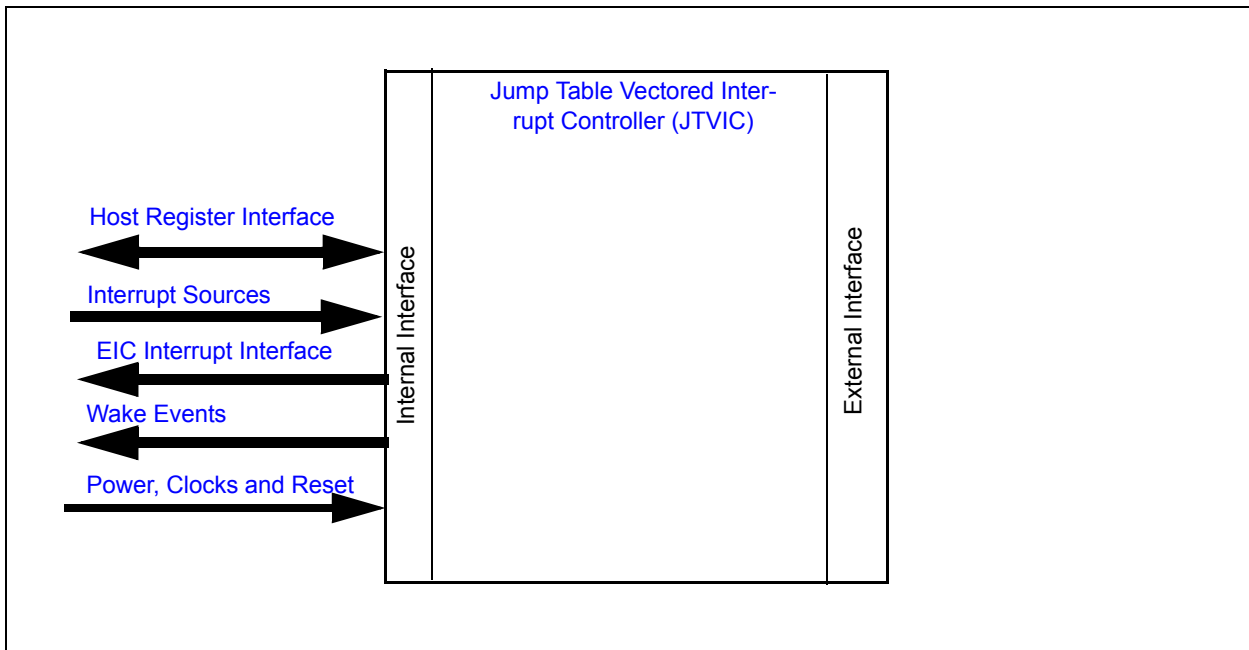 Jump Table Vectored Inter-
rupt Controller (JTVIC)
Host Register Interface
Interrupt Sources
EIC Interrupt Interface
Wake Events
Power, Clocks and Reset
Internal Interface
External Interface